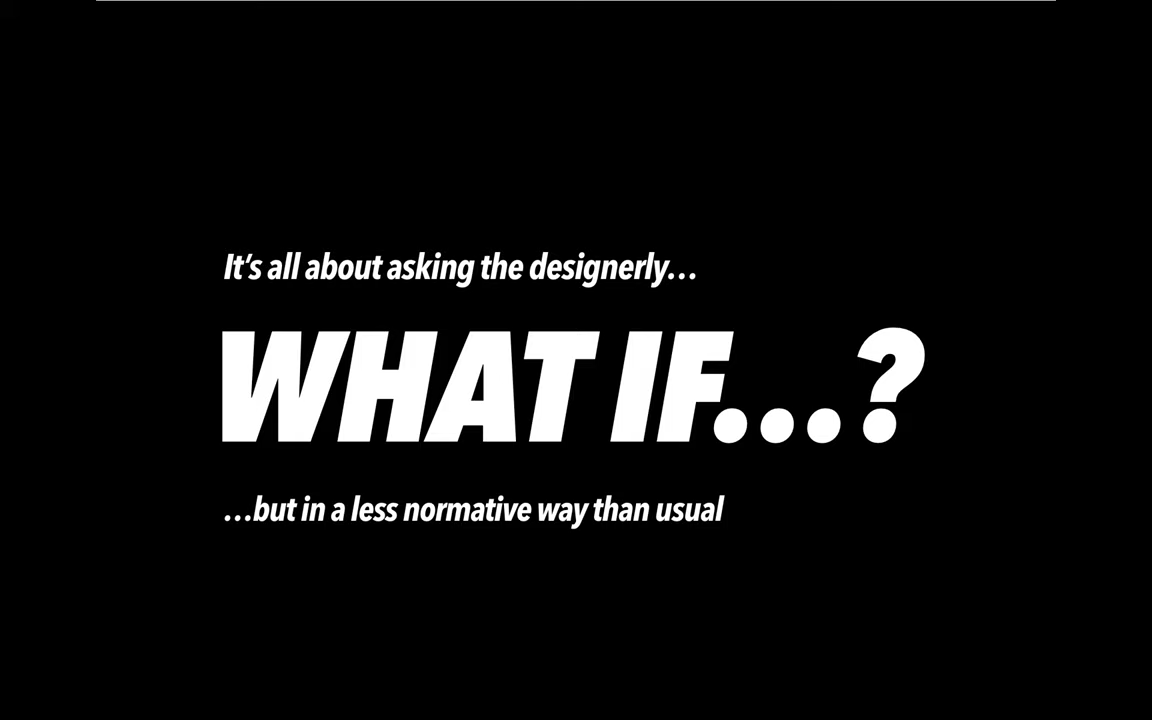 It’s all about asking the designerly…
WHAT IF…?
…but in a less normative way than usual